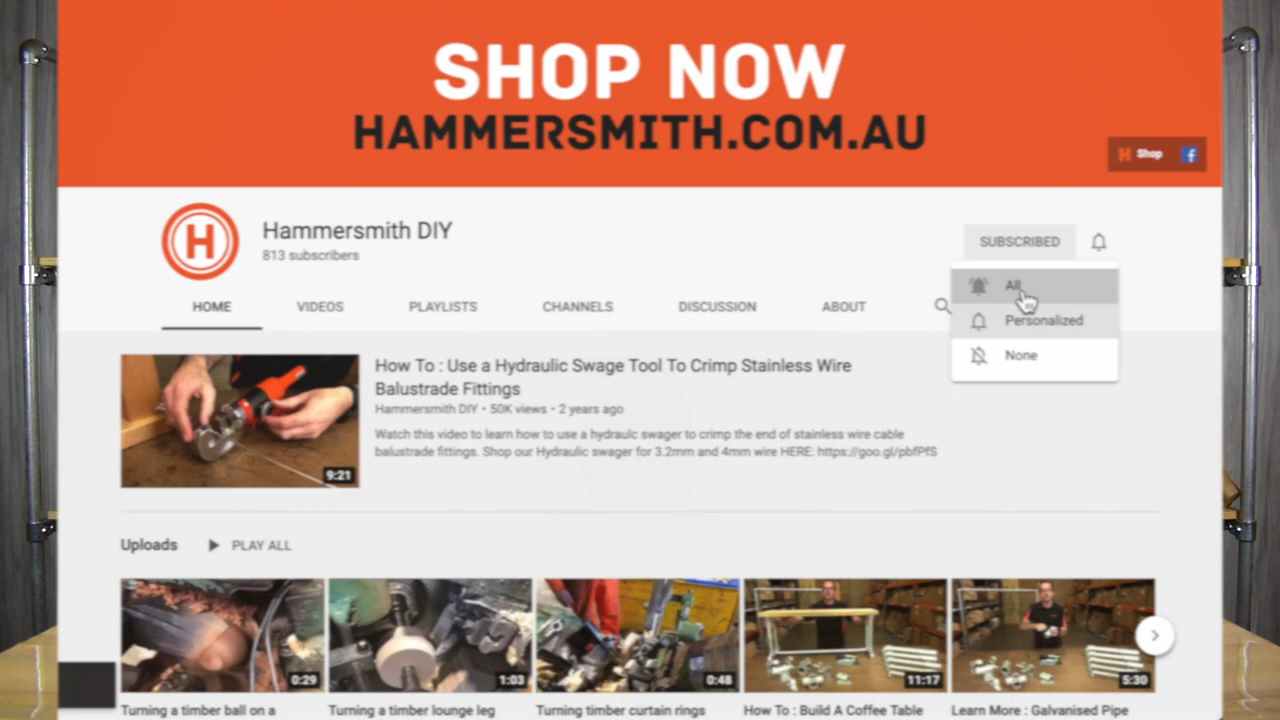 SHOP NOW
HAMMERSMITH.COM.AU
H Shop f
H
Hammersmith DIY
813 subscribers
SUBSCRIBED
All
Personalized
None
HOME VIDEOS PLAYLISTS CHANNELS DISCUSSION ABOUT
How To : Use a Hydraulic Swage Tool To Crimp Stainless Wire
Balustrade Fittings
Hammersmith DIY • 50K views • 2 years ago
Watch this video to learn how to use a hydraulc swager to crimp the end of stainless wire cable
balustrade fittings. Shop our Hydraulic swager for 3.2mm and 4mm wire HERE: https://goo.gl/pbfPfS
9:21
Uploads PLAY ALL
0:29 1:03 0:48 11:17 5:30
Turning a timber ball on a Turning a timber lounge leg Turning timber curtain rings How To : Build A Coffee Table Learn More : Galvanised Pipe